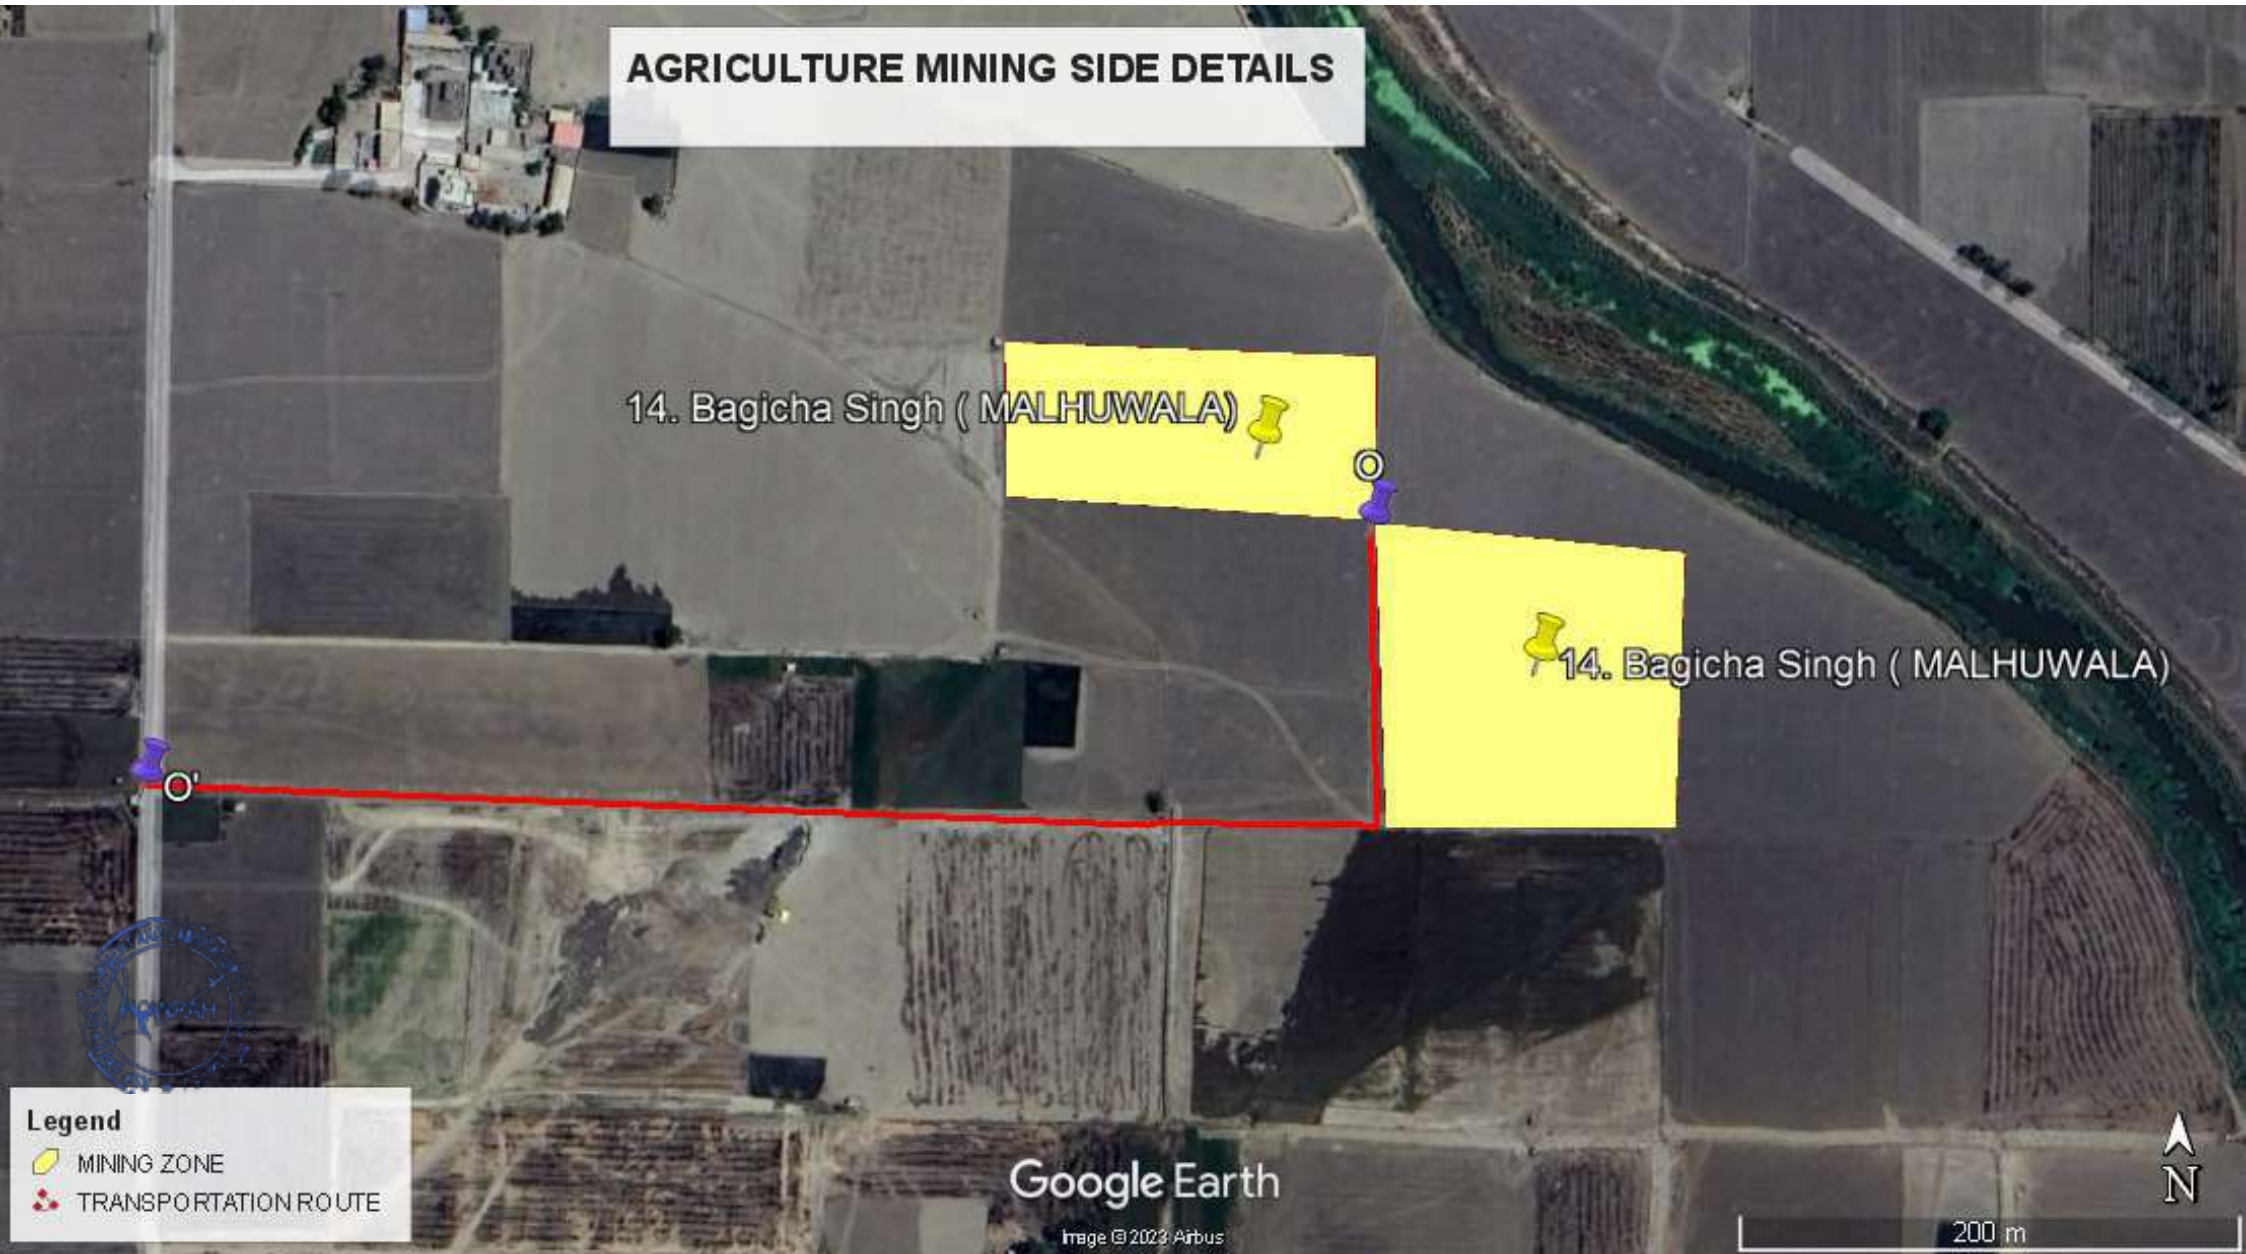 AGRICULTURE MINING SIDE DETAILS
14. Bagicha Singh ( MALHUWALA)
O
14. Bagicha Singh ( MALHUWALA)
O'
Legend
MINING ZONE
TRANSPORTATION ROUTE
Google Earth
Image © 2023 Airbus
N
200 m